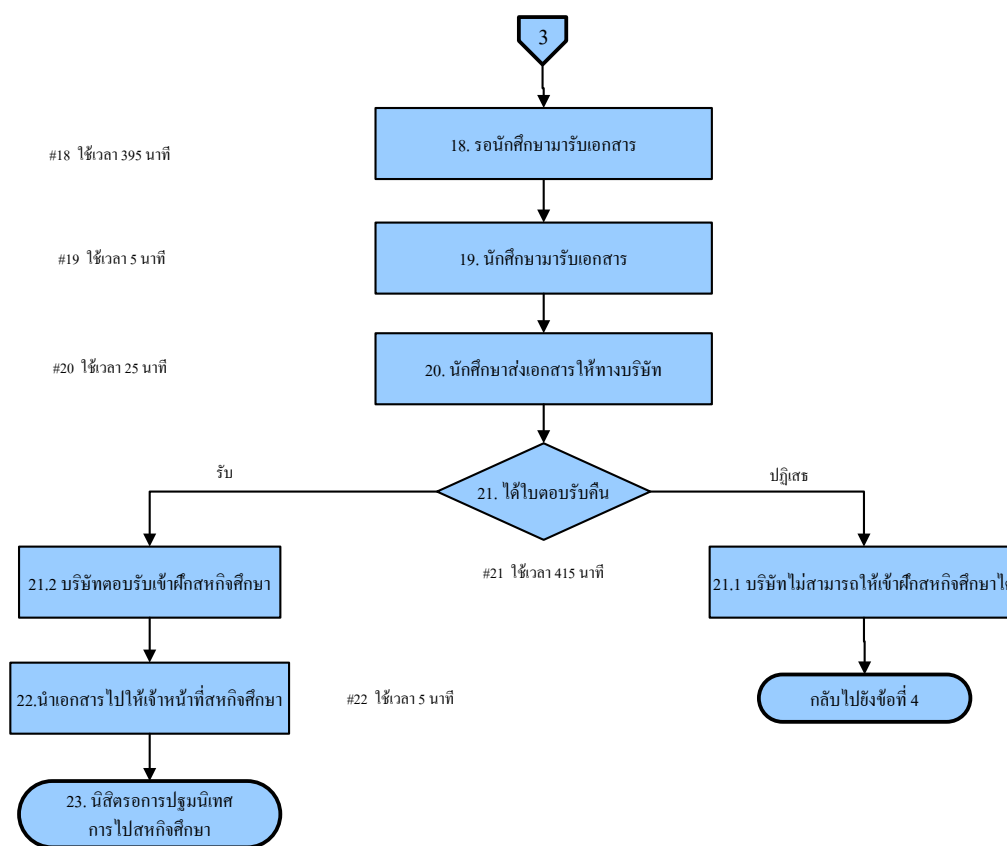 3
18. รอนักศึกษามารับเอกสาร
#18 ใช้เวลา 395 นาที
19. นักศึกษามารับเอกสาร
#19 ใช้เวลา 5 นาที
20. นักศึกษาส่งเอกสารให้ทางบริษัท
#20 ใช้เวลา 25 นาที
รับ
ปฏิเสธ
21. ได้ใบตอบรับคืน
#21 ใช้เวลา 415 นาที
21.2 บริษัทตอบรับเข้าฝึกสหกิจศึกษา
21.1 บริษัทไม่สามารถให้เข้าฝึกสหกิจศึกษาได้
22.นำเอกสารไปให้เจ้าหน้าที่สหกิจศึกษา
#22 ใช้เวลา 5 นาที
กลับไปยังข้อที่ 4
23. นิสิตรอการปฐมนิเทศ
การไปสหกิจศึกษา